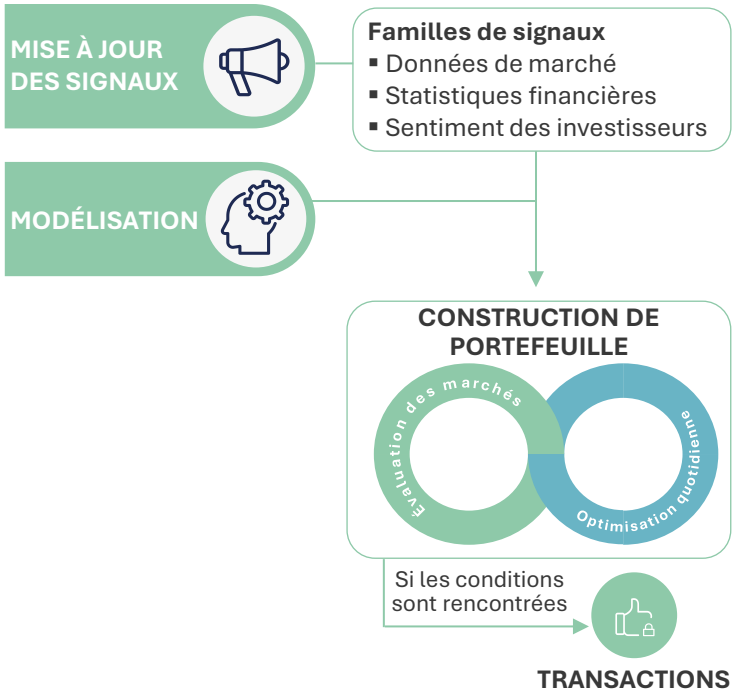 MISE À JOUR
DES SIGNAUX
Familles de signaux
▪ Données de marché
▪ Statistiques financières
▪ Sentiment des investisseurs
MODÉLISATION
CONSTRUCTION DE
PORTEFEUILLE
Évaluation des marchés
Optimisation quotidienne
Si les conditions
sont rencontrées
TRANSACTIONS